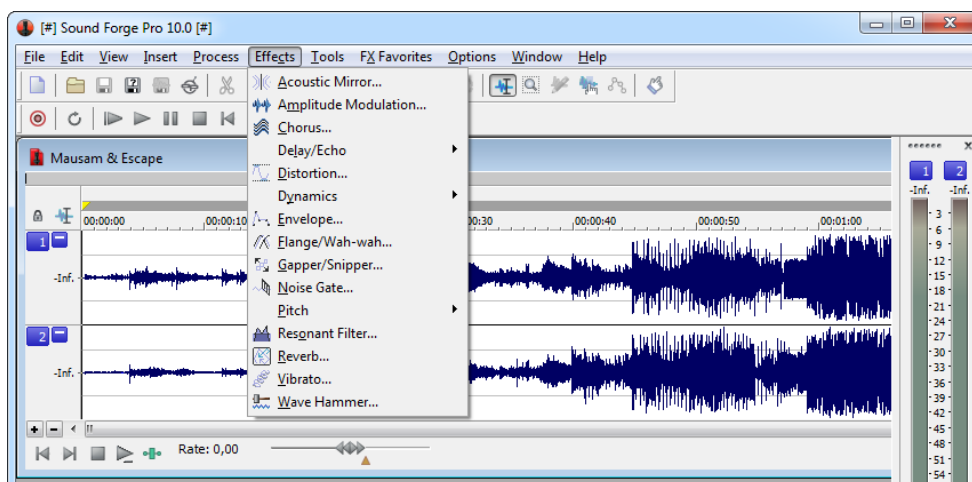 [#] Sound Forge Pro 10.0 [#]
File Edit View Insert Process Effects Tools FX Favorites Options Window Help
Acoustic Mirror...
Amplitude Modulation...
Chorus...
Delay/Echo
Distortion...
Dynamics
Envelope...
Flange/Wah-wah...
Gapper/Snipper...
Noise Gate...
Pitch
Resonant Filter...
Reverb...
Vibrato...
Wave Hammer...
Mausam & Escape
00:00:00 ,00:00:10 0:30 ,00:00:40 ,00:00:50 ,00:01:00
1
-Inf.
2
-Inf.
Rate: 0,00
1 2
-Inf. -Inf.
- 3 -
- 6 -
- 9 -
-12-
-15-
-18-
-21-
-24-
-27-
-30-
-33-
-36-
-39-
-42-
-45-
-48-
-51-
-54-